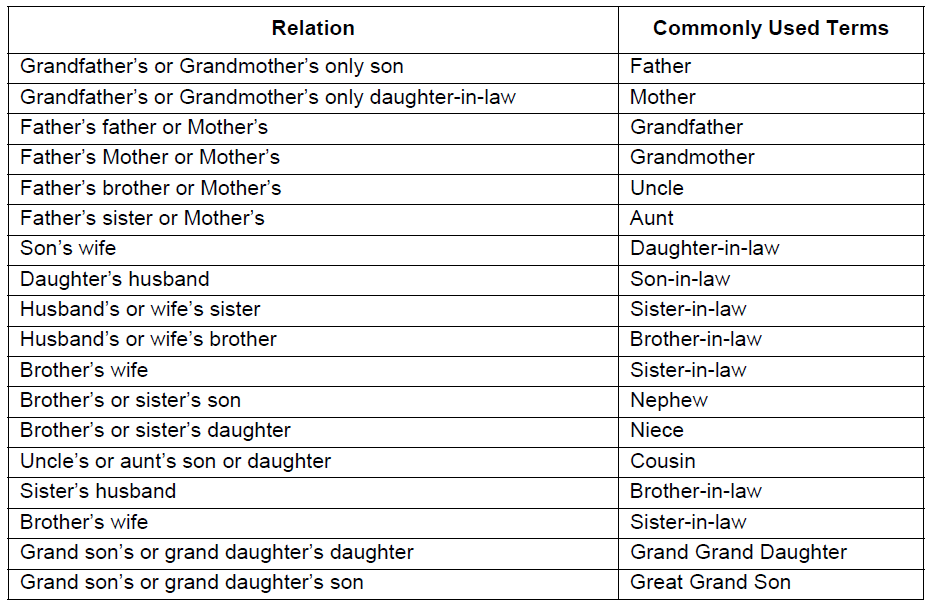 Relation Commonly Used Terms
Grandfather’s or Grandmother’s only son Father
Grandfather’s or Grandmother’s only daughter-in-law Mother
Father’s father or Mother’s Grandfather
Father’s Mother or Mother’s Grandmother
Father’s brother or Mother’s Uncle
Father’s sister or Mother’s Aunt
Son’s wife Daughter-in-law
Daughter’s husband Son-in-law
Husband’s or wife’s sister Sister-in-law
Husband’s or wife’s brother Brother-in-law
Brother’s wife Sister-in-law
Brother’s or sister’s son Nephew
Brother’s or sister’s daughter Niece
Uncle’s or aunt’s son or daughter Cousin
Sister’s husband Brother-in-law
Brother’s wife Sister-in-law
Grand son’s or grand daughter’s daughter Grand Grand Daughter
Grand son’s or grand daughter’s son Great Grand Son